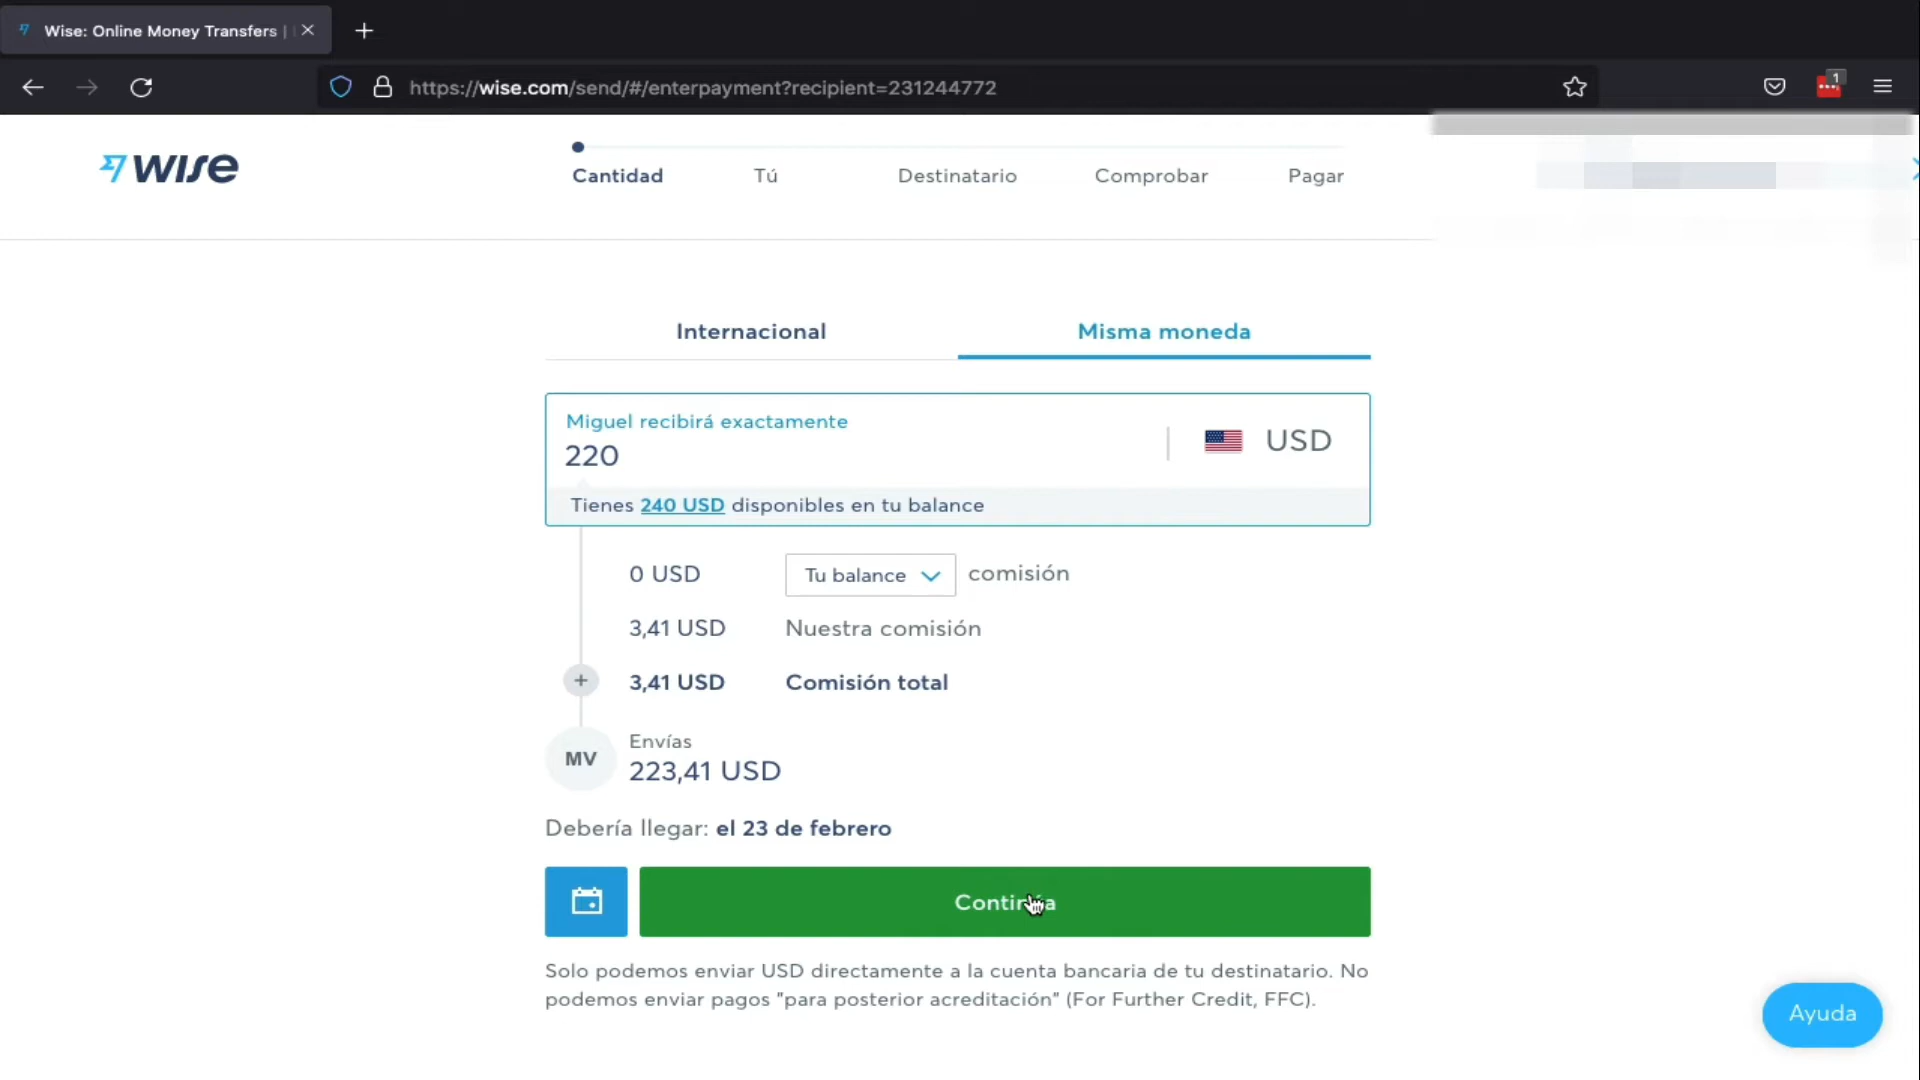 Wise: Online Money Transfers |
https://wise.com/send/#/enterpayment?recipient=231244772
1
wise
Cantidad Tú Destinatario Comprobar Pagar
Internacional Misma moneda
Miguel recibirá exactamente
220
USD
Tienes 240 USD disponibles en tu balance
0 USD Tu balance comisión
3,41 USD Nuestra comisión
3,41 USD Comisión total
MV
Envías
223,41 USD
Debería llegar: el 23 de febrero
Continúa
Solo podemos enviar USD directamente a la cuenta bancaria de tu destinatario. No
podemos enviar pagos "para posterior acreditación" (For Further Credit, FFC).
Ayuda